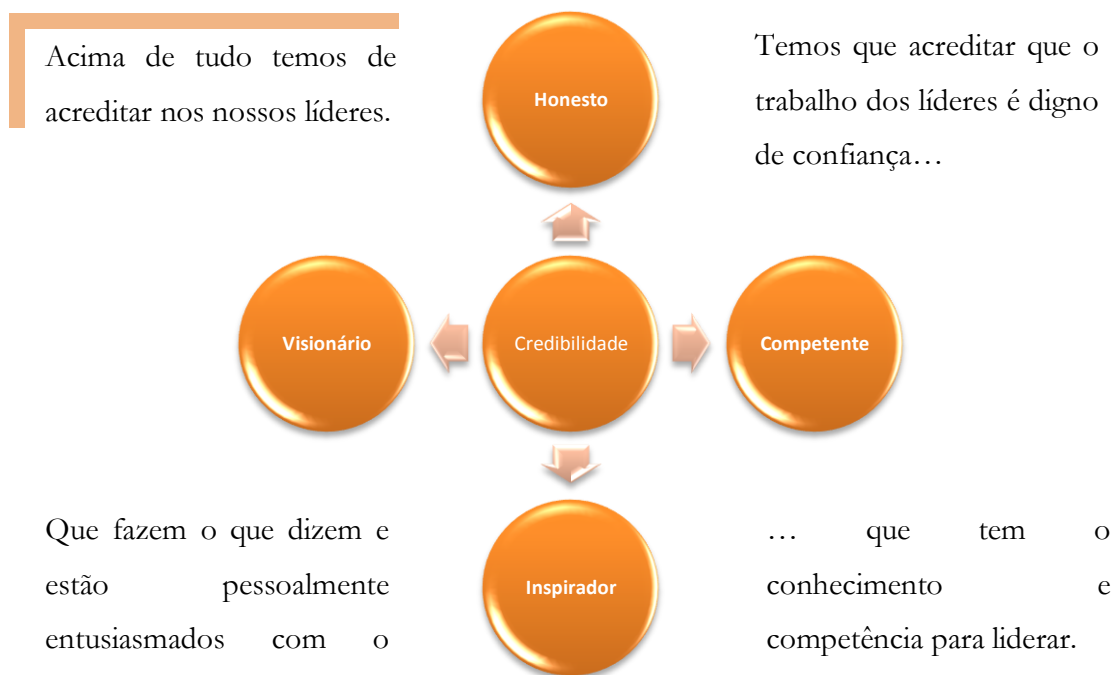 Acima de tudo temos de
acreditar nos nossos líderes.
Temos que acreditar que o
trabalho dos líderes é digno
de confiança…
Honesto
Visionário
Credibilidade
Competente
Inspirador
Que fazem o que dizem e
estão pessoalmente
entusiasmados com o
… que tem o
conhecimento e
competência para liderar.